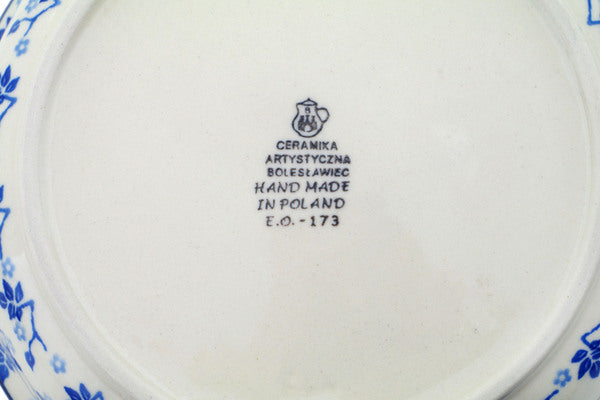 B
CERAMIKA
ARTYSTYCZNA
BOLESŁAWIEC
HAND MADE
IN POLAND
E.O. - 173